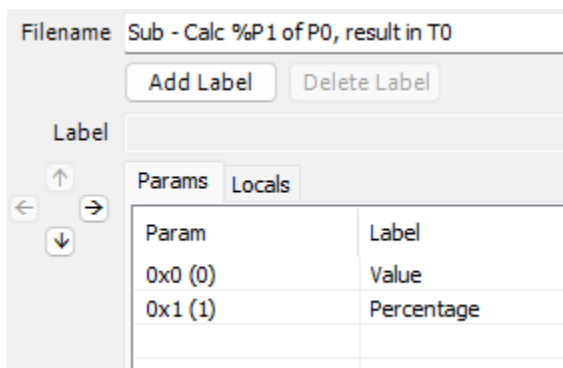 Filename Sub - Calc %P1 of P0, result in T0
Add Label Delete Label
Label
Params Locals
Param Label
0x0 (0) Value
0x1 (1) Percentage